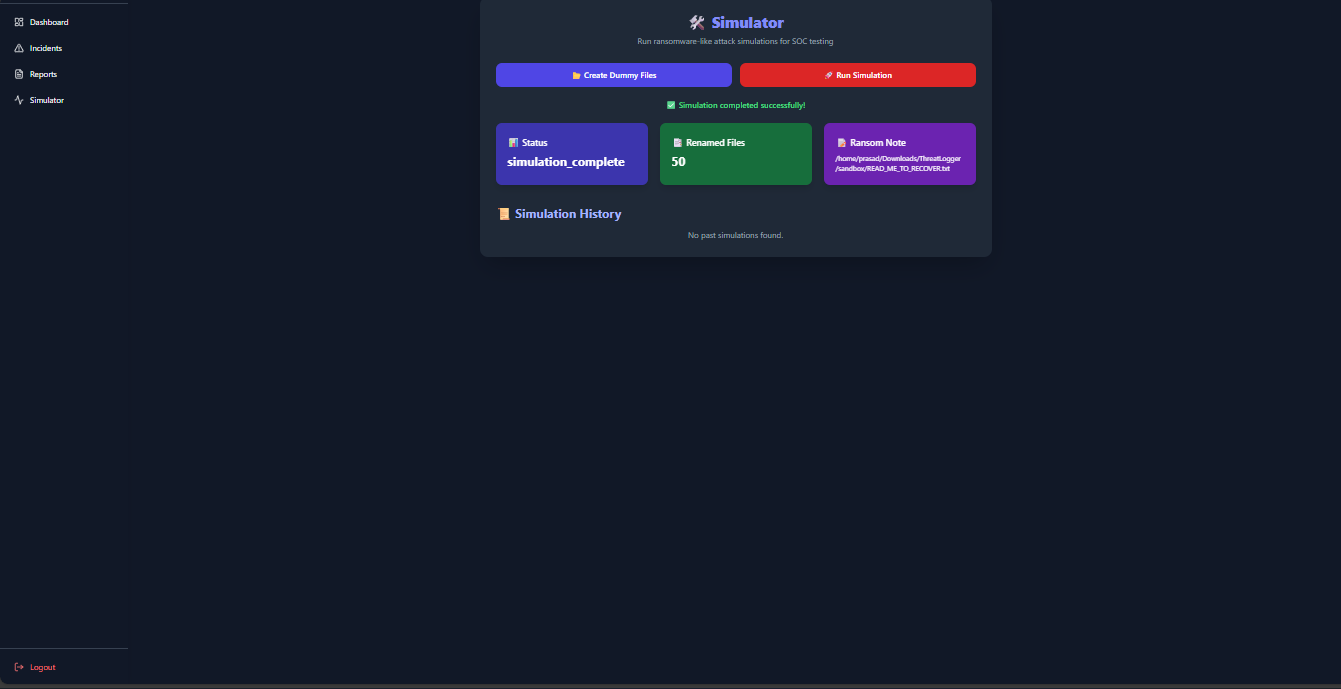 Dashboard
Incidents
Reports
Simulator
Simulator
Run ransomware-like attack simulations for SOC testing
Create Dummy Files
Run Simulation
Simulation completed successfully!
Status
simulation_complete
Renamed Files
50
Ransom Note
/home/prasad/Downloads/ThreatLogger
/sandbox/READ_ME_TO_RECOVER.txt
Simulation History
No past simulations found.
Logout